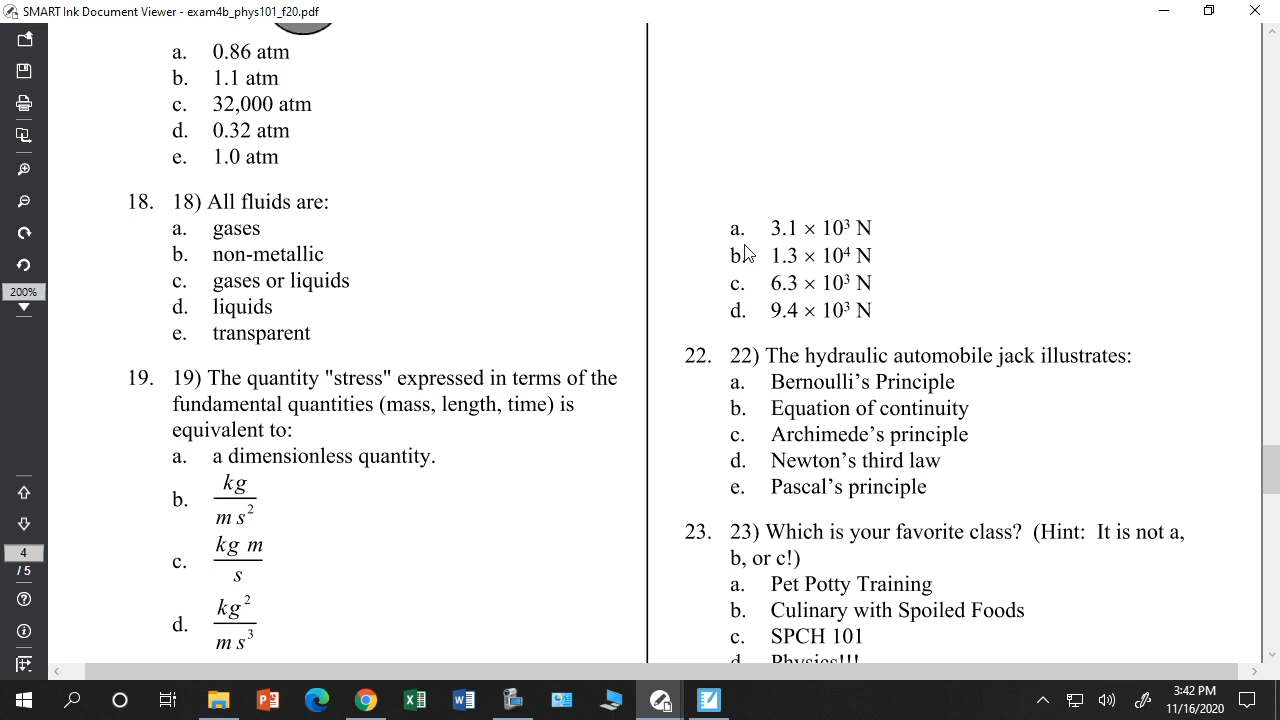 SMART Ink Document Viewer - exam4b_phys101_f20.pdf
a. 0.86 atm
b. 1.1 atm
c. 32,000 atm
d. 0.32 atm
e. 1.0 atm
18. 18) All fluids are:
a. gases
b. non-metallic
c. gases or liquids
d. liquids
e. transparent
19. 19) The quantity "stress" expressed in terms of the
fundamental quantities (mass, length, time) is
equivalent to:
a. a dimensionless quantity.
b. kg
m s²
c. kg m
s
d. kg²
m s³
a. 3.1 × 10³ N
b. 1.3 × 10⁴ N
c. 6.3 × 10³ N
d. 9.4 × 10³ N
22. 22) The hydraulic automobile jack illustrates:
a. Bernoulli’s Principle
b. Equation of continuity
c. Archimede’s principle
d. Newton’s third law
e. Pascal’s principle
23. 23) Which is your favorite class? (Hint: It is not a,
b, or c!)
a. Pet Potty Training
b. Culinary with Spoiled Foods
c. SPCH 101
d. Physics!!!
200%
4
/ 5
3:42 PM
11/16/2020